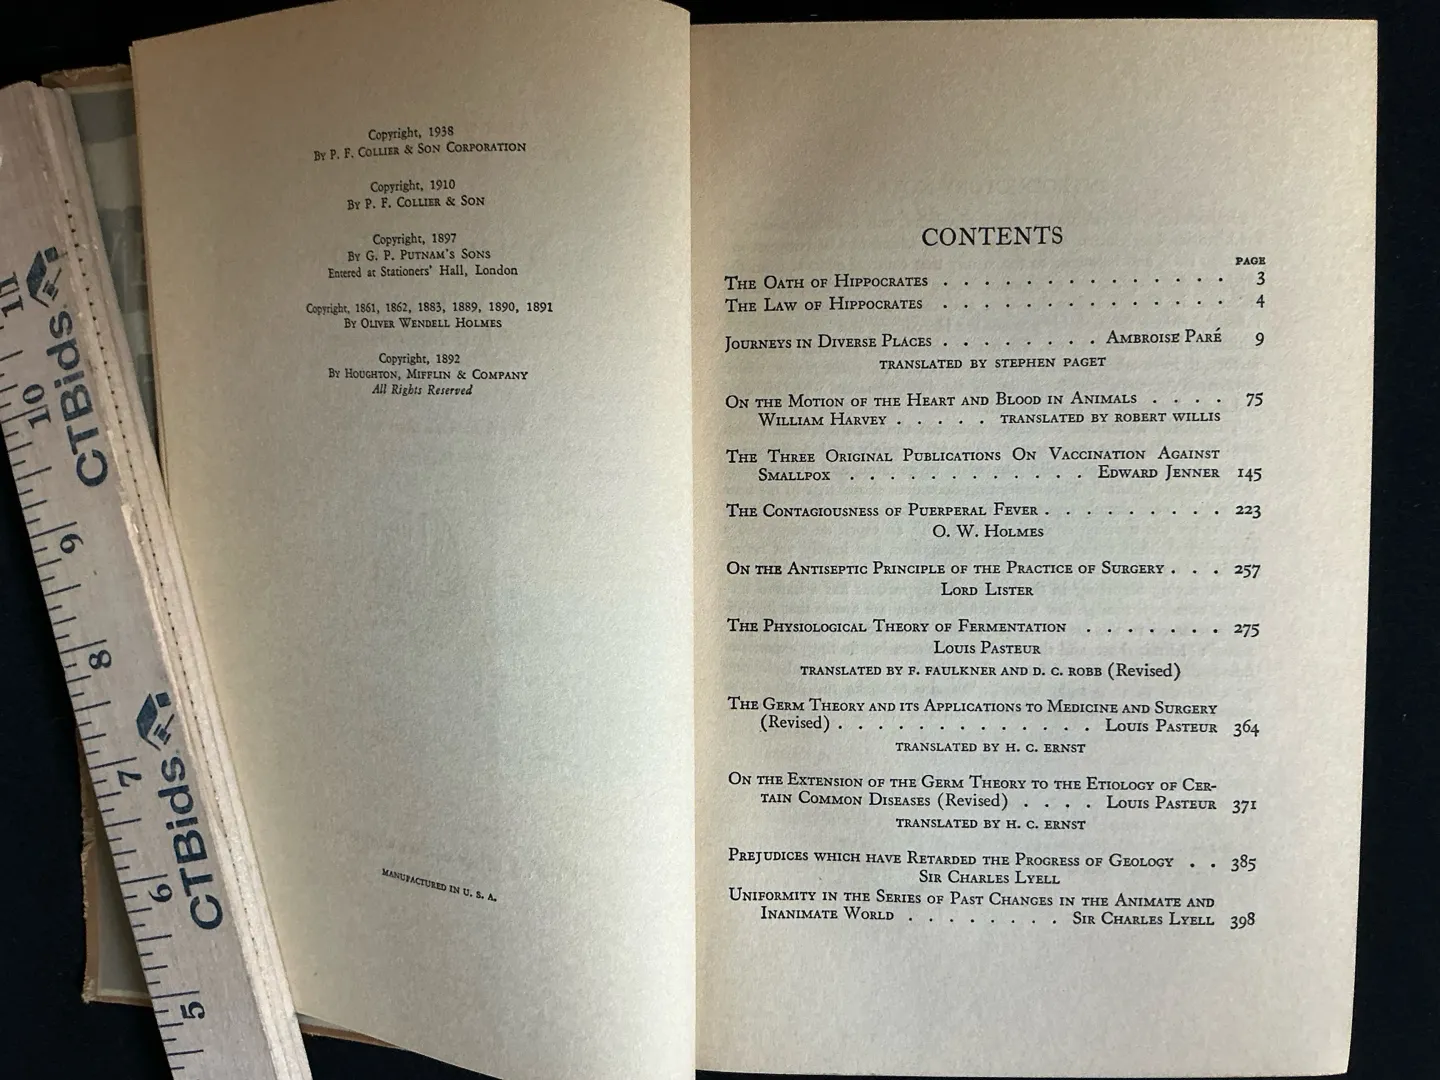 Copyright, 1938
By P. F. Collier & Son Corporation
Copyright, 1910
By P. F. Collier & Son
Copyright, 1897
By G. P. Putnam's Sons
Entered at Stationers' Hall, London
Copyright, 1861, 1862, 1883, 1889, 1890, 1891
By Oliver Wendell Holmes
Copyright, 1892
By Houghton, Mifflin & Company
All Rights Reserved
MANUFACTURED IN U. S. A.
CONTENTS
PAGE
The Oath of Hippocrates . . . . . . . . . . . . . . 3
The Law of Hippocrates . . . . . . . . . . . . . . 4
Journeys in Diverse Places . . . . . . . . Ambroise Paré 9
TRANSLATED BY STEPHEN PAGET
On the Motion of the Heart and Blood in Animals . . . . 75
William Harvey . . . . . TRANSLATED BY ROBERT WILLIS
The Three Original Publications On Vaccination Against
Smallpox . . . . . . . . . . . . Edward Jenner 145
The Contagiousness of Puerperal Fever . . . . . . . . . 223
O. W. Holmes
On the Antiseptic Principle of the Practice of Surgery . . . 257
Lord Lister
The Physiological Theory of Fermentation . . . . . . . 275
Louis Pasteur
TRANSLATED BY F. FAULKNER AND D. C. ROBB (Revised)
The Germ Theory and its Applications to Medicine and Surgery
(Revised) . . . . . . . . . . . . . Louis Pasteur 364
TRANSLATED BY H. C. ERNST
On the Extension of the Germ Theory to the Etiology of Cer-
tain Common Diseases (Revised) . . . . Louis Pasteur 371
TRANSLATED BY H. C. ERNST
Prejudices which have Retarded the Progress of Geology . . 385
Sir Charles Lyell
Uniformity in the Series of Past Changes in the Animate and
Inanimate World . . . . . . . . Sir Charles Lyell 398
11
CTBids
10
9
8
7
CTBids
6
5